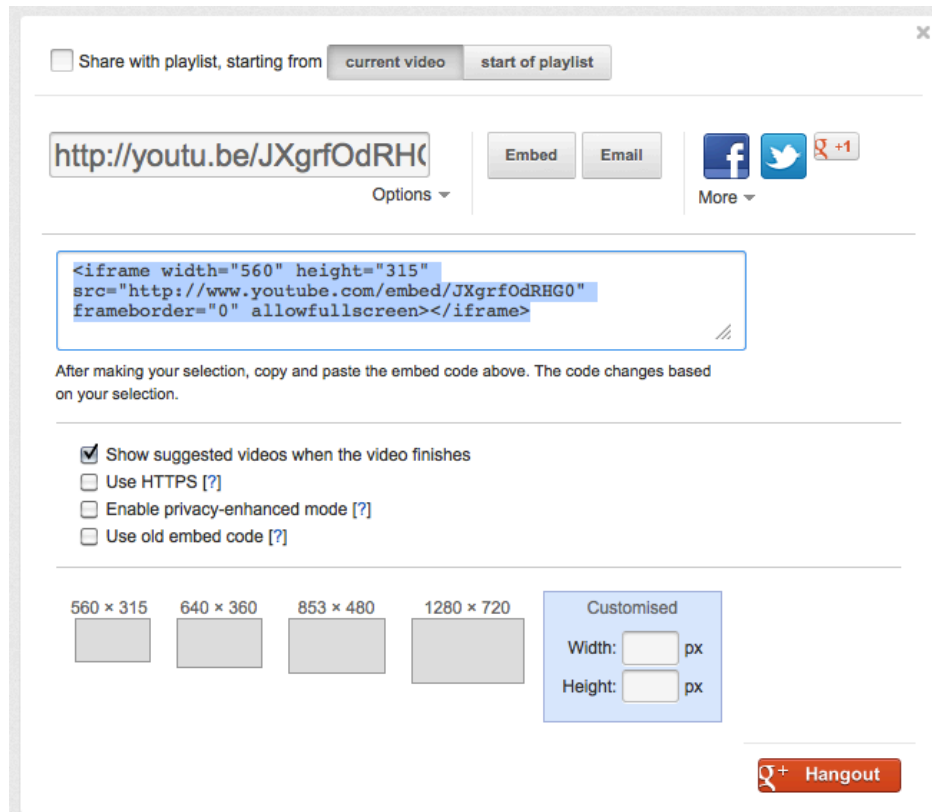 Share with playlist, starting from current video start of playlist
http://youtu.be/JXgrfOdRH(
Embed Email
g +1
Options
More
<iframe width="560" height="315"
src="http://www.youtube.com/embed/JXgrfOdRHG0"
frameborder="0" allowfullscreen></iframe>
After making your selection, copy and paste the embed code above. The code changes based
on your selection.
Show suggested videos when the video finishes
Use HTTPS [?]
Enable privacy-enhanced mode [?]
Use old embed code [?]
560 × 315 640 × 360 853 × 480 1280 × 720 Customised
Width: px
Height: px
g+ Hangout